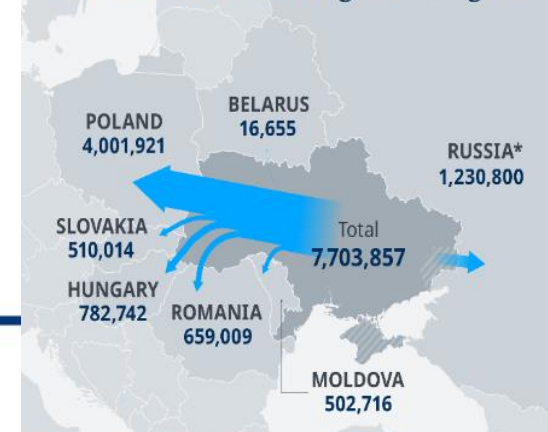 BELARUS
16,655
POLAND
4,001,921
RUSSIA*
1,230,800
SLOVAKIA
510,014
Total
7,703,857
HUNGARY
782,742
ROMANIA
659,009
MOLDOVA
502,716